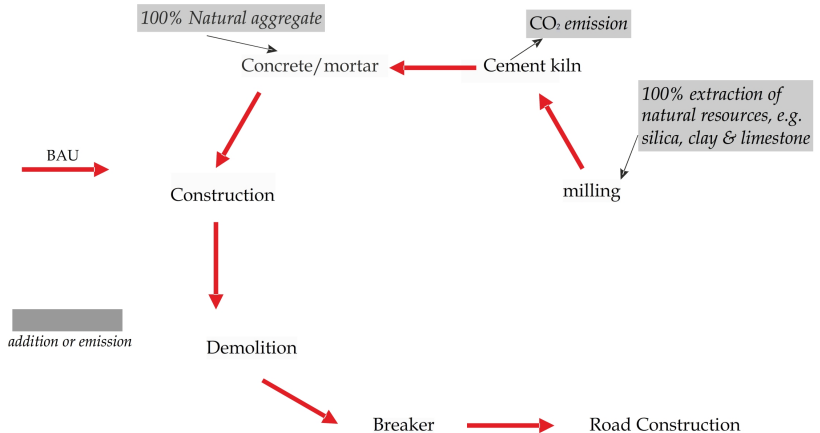 100% Natural aggregate
CO₂ emission
Concrete/mortar
Cement kiln
100% extraction of
natural resources, e.g.
silica, clay & limestone
BAU
Construction
milling
addition or emission
Demolition
Breaker
Road Construction